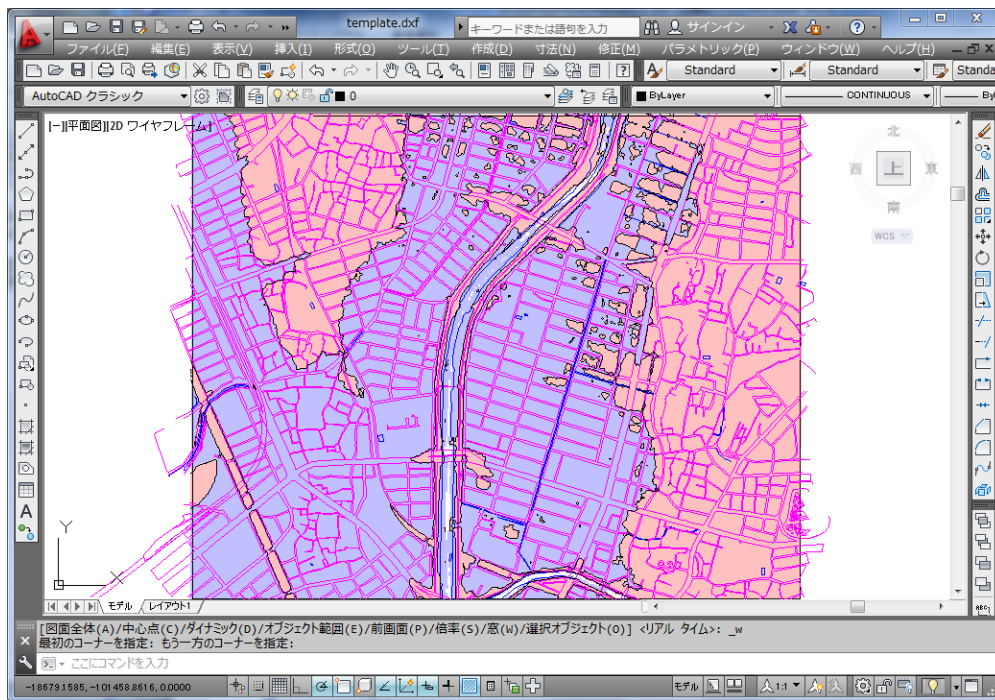 template.dxf
キーワードまたは語句を入力
サインイン
ファイル(F) 編集(E) 表示(V) 挿入(I) 形式(O) ツール(T) 作成(D) 寸法(N) 修正(M) パラメトリック(P) ウィンドウ(W) ヘルプ(H)
Standard Standard Standa
AutoCAD クラシック 0 ByLayer CONTINUOUS
[-][平面図][2D ワイヤフレーム]
北
西 上 東
南
WCS
Y
X
モデル レイアウト1
[図面全体(A)/中心点(C)/ダイナミック(D)/オブジェクト範囲(E)/前画面(P)/倍率(S)/窓(W)/選択オブジェクト(O)] <リアル タイム>: _w
最初のコーナーを指定: もう一方のコーナーを指定:
ここにコマンドを入力
-18679.1585, -101458.8616, 0.0000 モデル 1:1